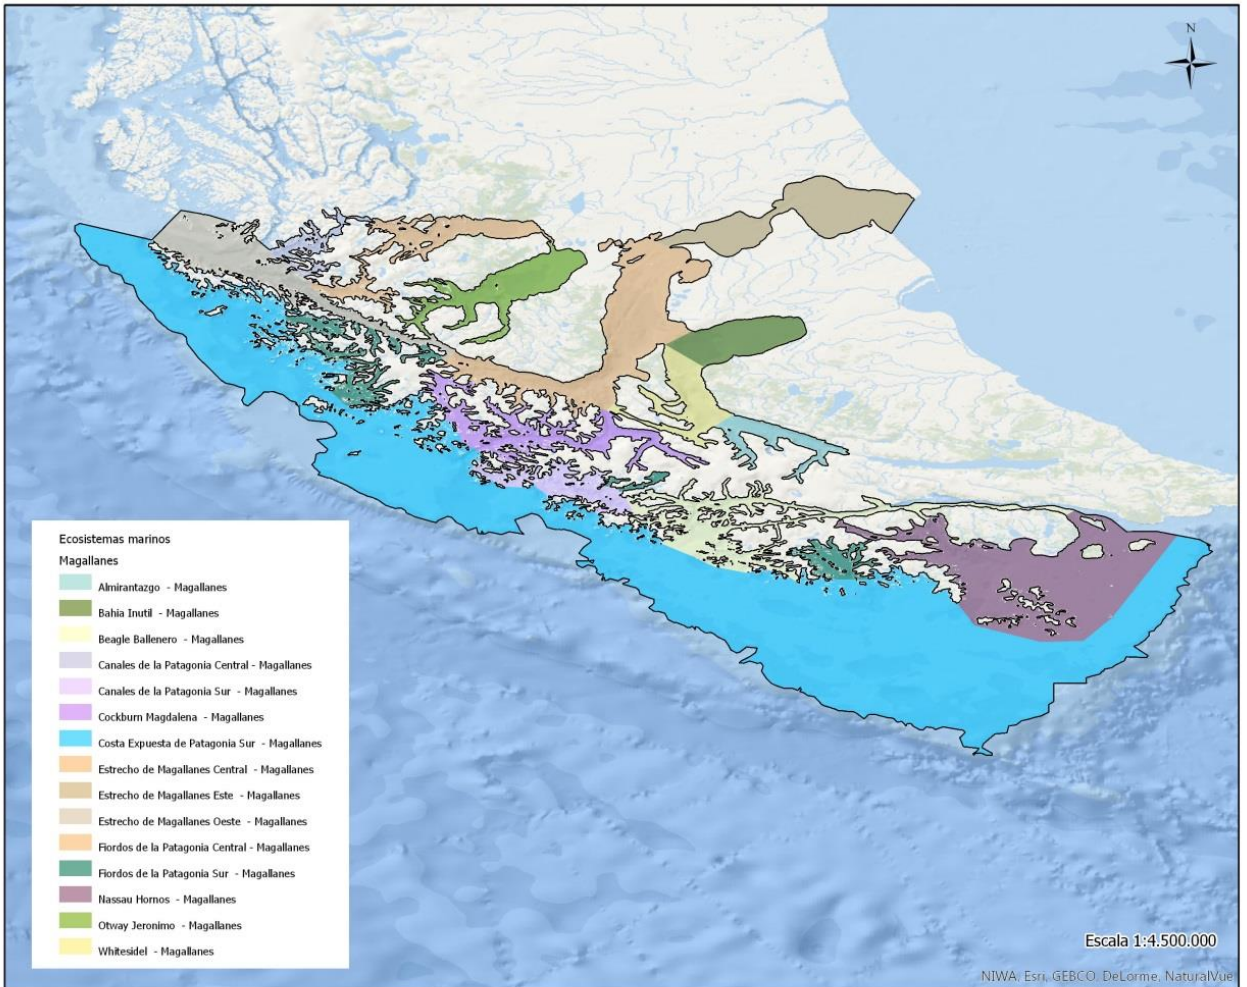 N
Ecosistemas marinos
Magallanes
Almirantazgo - Magallanes
Bahia Inutil - Magallanes
Beagle Ballenero - Magallanes
Canales de la Patagonia Central - Magallanes
Canales de la Patagonia Sur - Magallanes
Cockburn Magdalena - Magallanes
Costa Expuesta de Patagonia Sur - Magallanes
Estrecho de Magallanes Central - Magallanes
Estrecho de Magallanes Este - Magallanes
Estrecho de Magallanes Oeste - Magallanes
Fiordos de la Patagonia Central - Magallanes
Fiordos de la Patagonia Sur - Magallanes
Nassau Hornos - Magallanes
Otway Jeronimo - Magallanes
Whitesidel - Magallanes
Escala 1:4.500.000
NIWA, Esri, GEBCO, DeLorme, NaturalVue